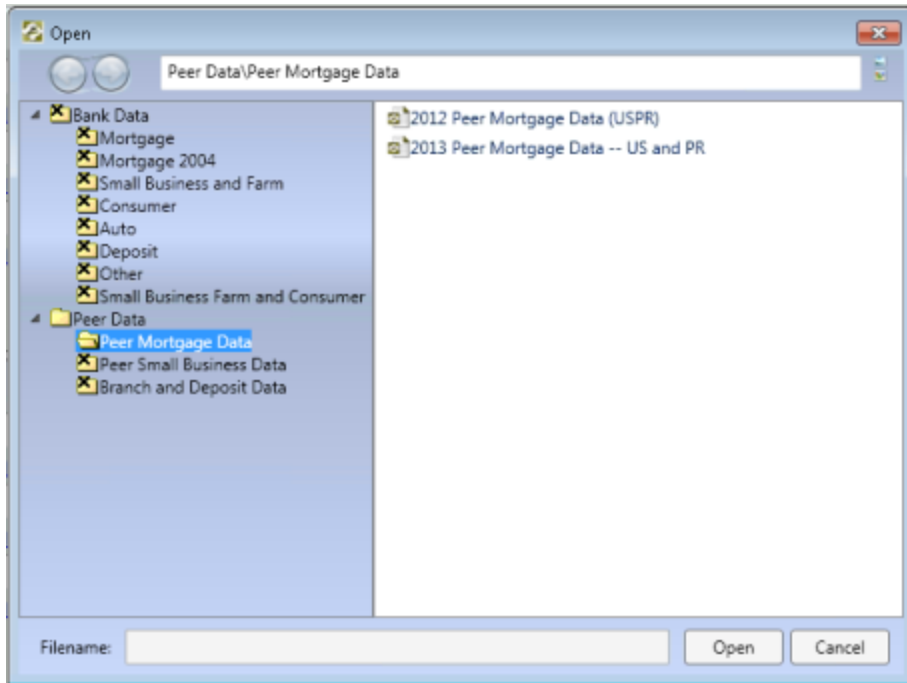 Open
Peer Data\Peer Mortgage Data
Bank Data
Mortgage
Mortgage 2004
Small Business and Farm
Consumer
Auto
Deposit
Other
Small Business Farm and Consumer
Peer Data
Peer Mortgage Data
Peer Small Business Data
Branch and Deposit Data
2012 Peer Mortgage Data (USPR)
2013 Peer Mortgage Data -- US and PR
Filename:
Open
Cancel